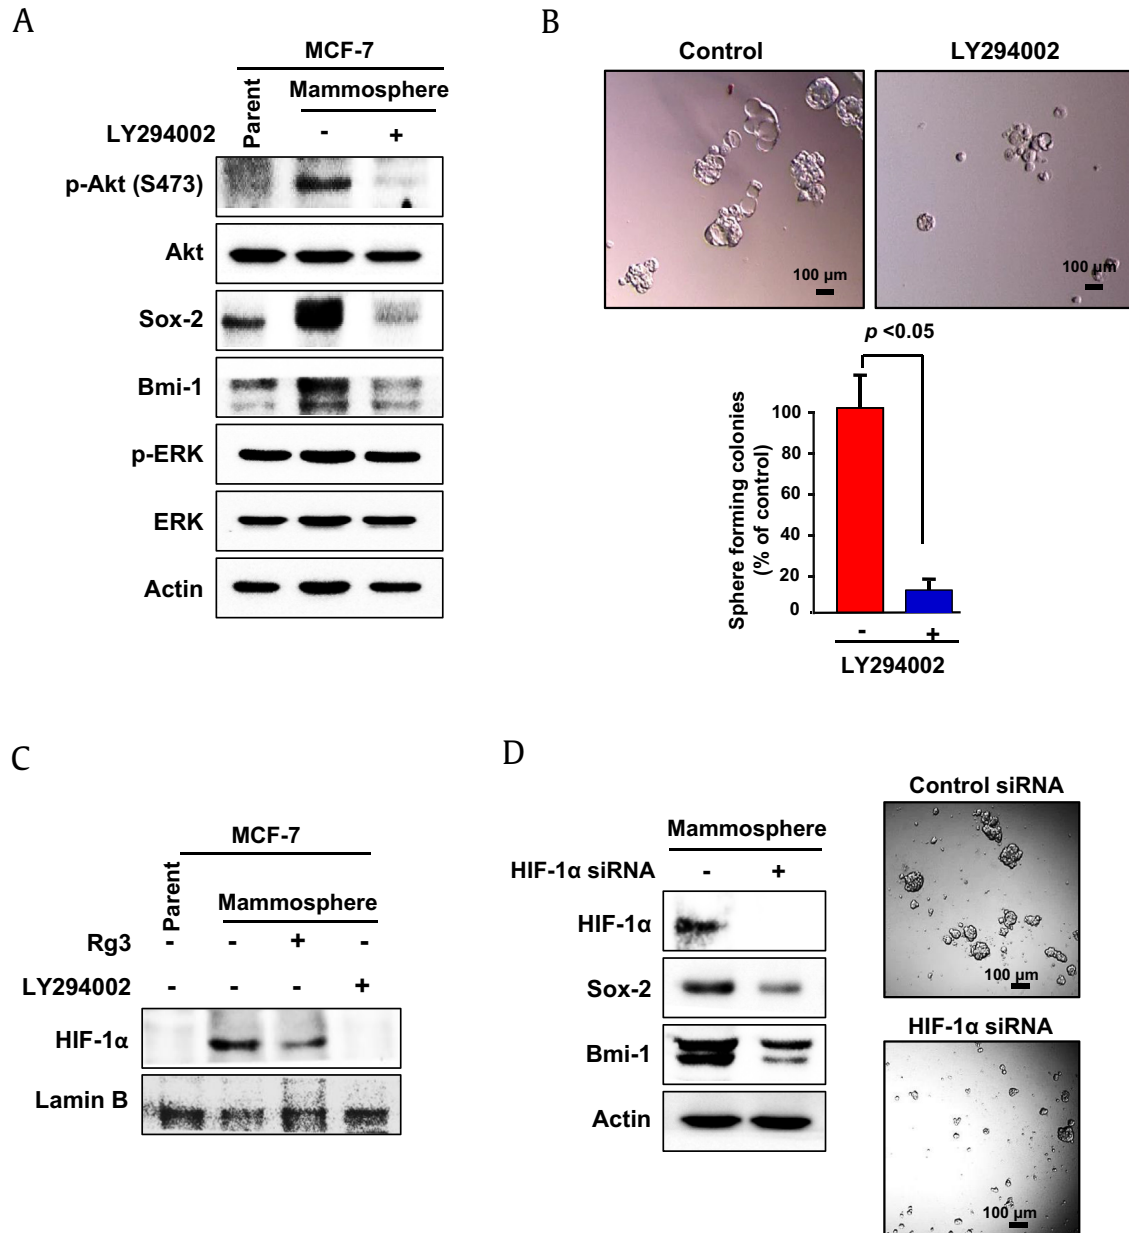 A
MCF-7
Parent
Mammosphere
LY294002 - +
p-Akt (S473)
Akt
Sox-2
Bmi-1
p-ERK
ERK
Actin
B
Control LY294002
100 µm 100 µm
p <0.05
Sphere forming colonies
(% of control)
100
80
60
40
20
0
- +
LY294002
C
MCF-7
Parent
Mammosphere
Rg3 - - + -
LY294002 - - - +
HIF-1α
Lamin B
D
Mammosphere
HIF-1α siRNA - +
HIF-1α
Sox-2
Bmi-1
Actin
Control siRNA
100 µm
HIF-1α siRNA
100 µm